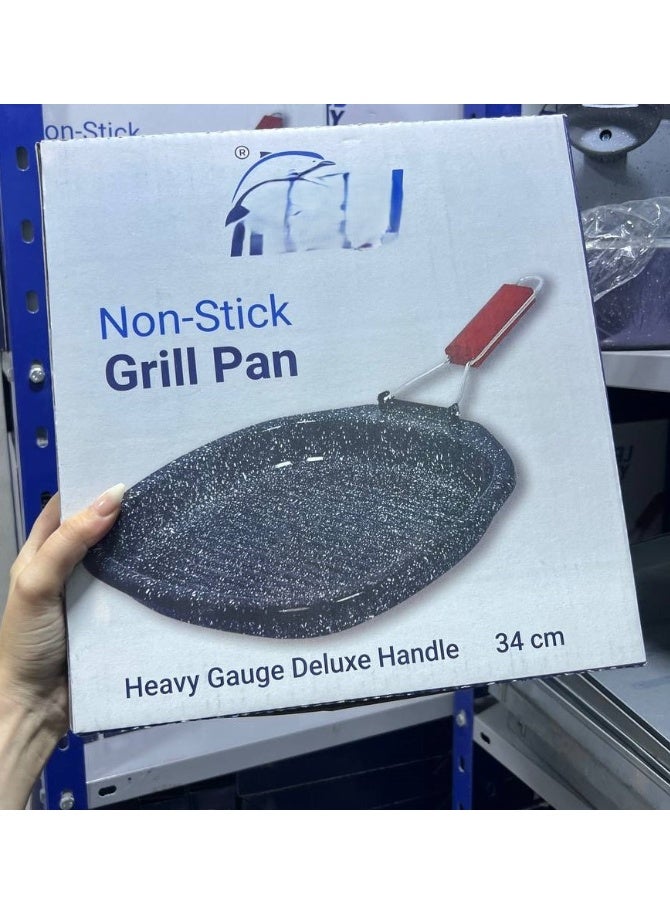 on-Stick
®
Non-Stick
Grill Pan
Heavy Gauge Deluxe Handle 34 cm